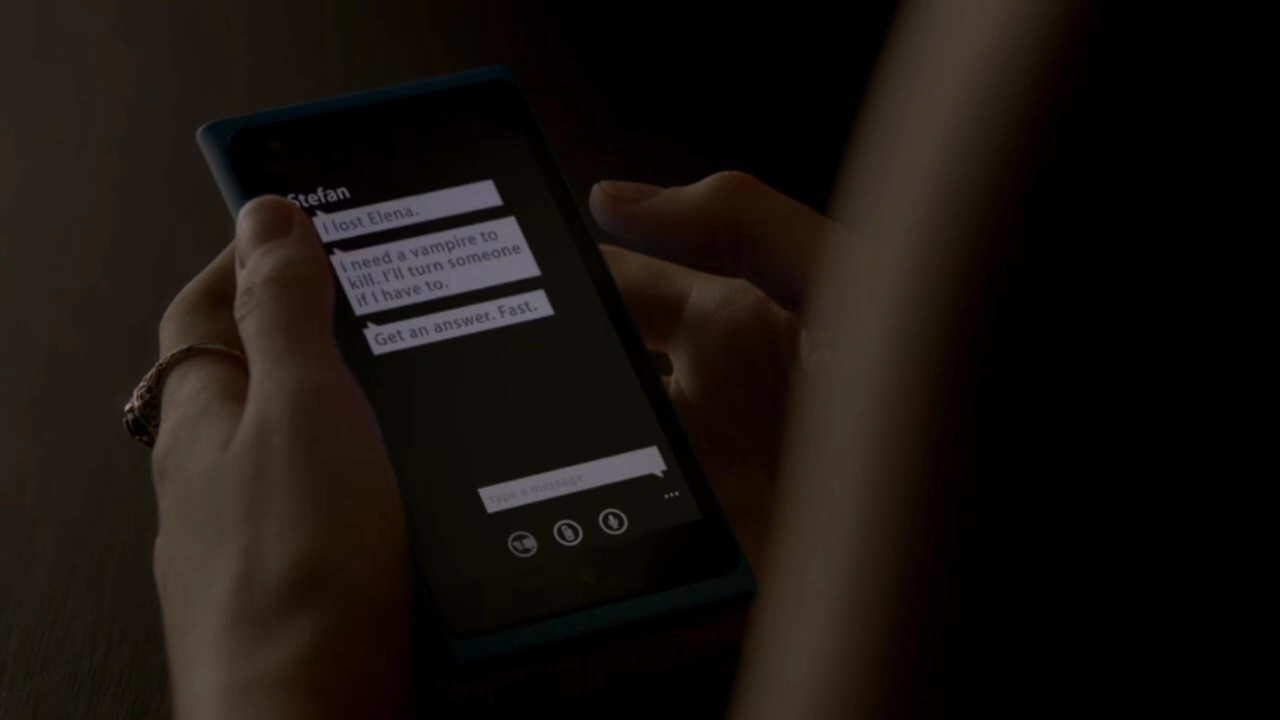 Stefan
I lost Elena.
I need a vampire to
kill. I'll turn someone
if I have to.
Get an answer. Fast.
type a message